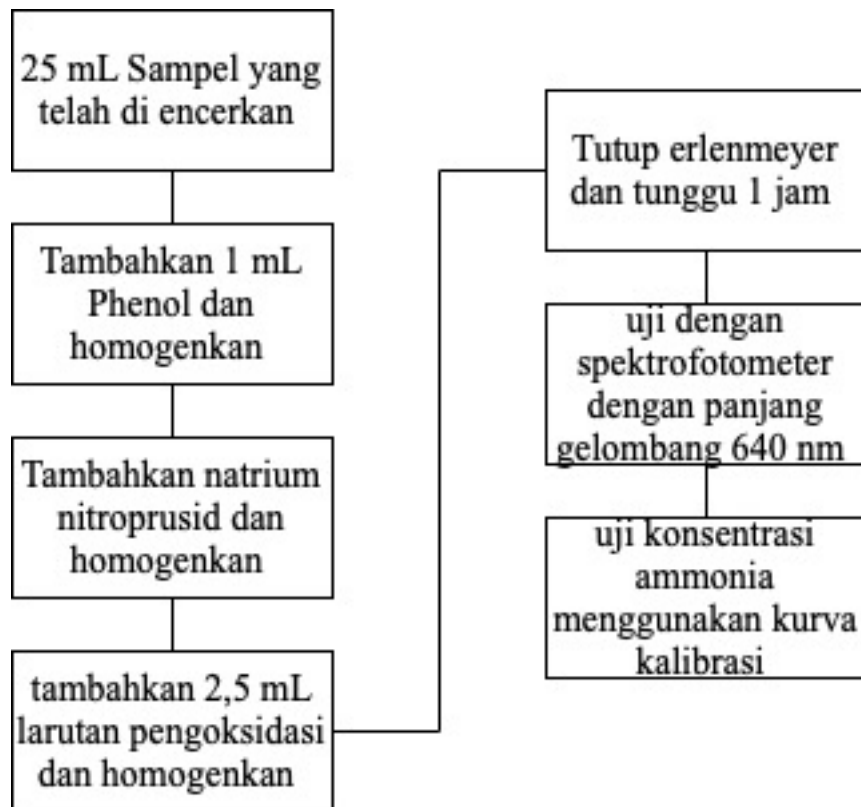 25 mL Sampel yang
telah di encerkan
Tambahkan 1 mL
Phenol dan
homogenkan
Tambahkan natrium
nitroprusid dan
homogenkan
tambahkan 2,5 mL
larutan pengoksidasi
dan homogenkan
Tutup erlenmeyer
dan tunggu 1 jam
uji dengan
spektrofotometer
dengan panjang
gelombang 640 nm
uji konsentrasi
ammonia
menggunakan kurva
kalibrasi